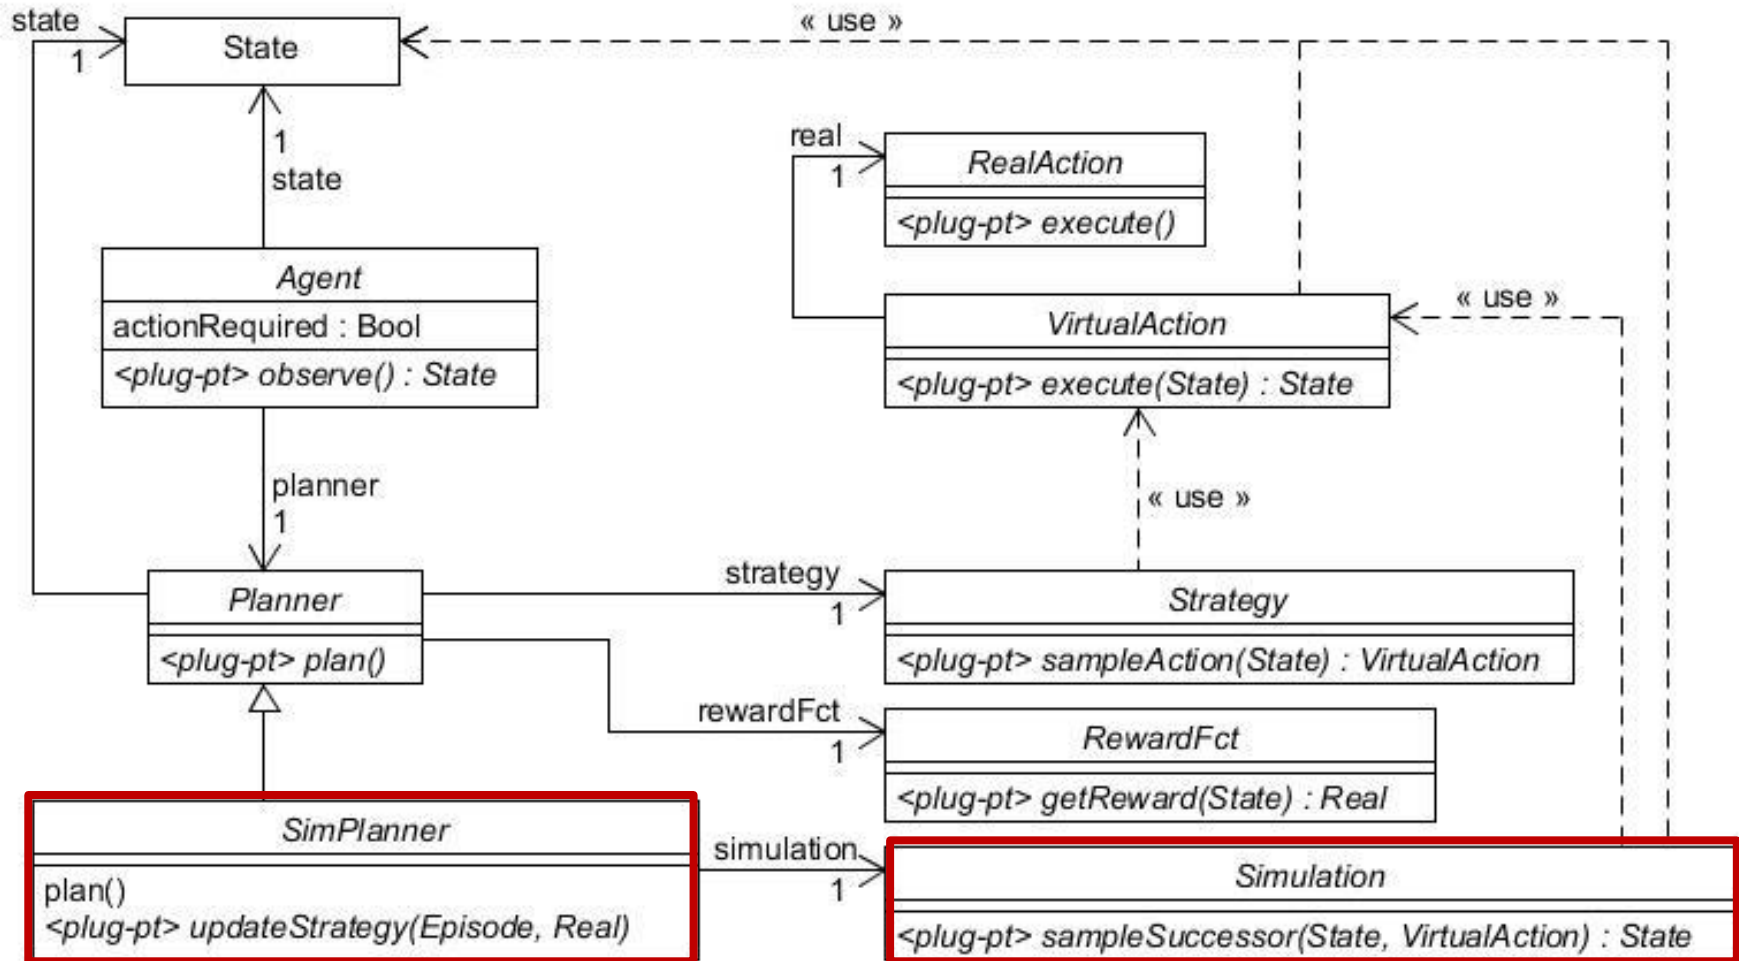 state
1
State
« use »
1
state
real
1
RealAction
<plug-pt> execute()
Agent
actionRequired : Bool
<plug-pt> observe() : State
VirtualAction
<plug-pt> execute(State) : State
« use »
planner
1
« use »
Planner
<plug-pt> plan()
strategy
1
Strategy
<plug-pt> sampleAction(State) : VirtualAction
rewardFct
1
RewardFct
<plug-pt> getReward(State) : Real
SimPlanner
plan()
<plug-pt> updateStrategy(Episode, Real)
simulation
1
Simulation
<plug-pt> sampleSuccessor(State, VirtualAction) : State